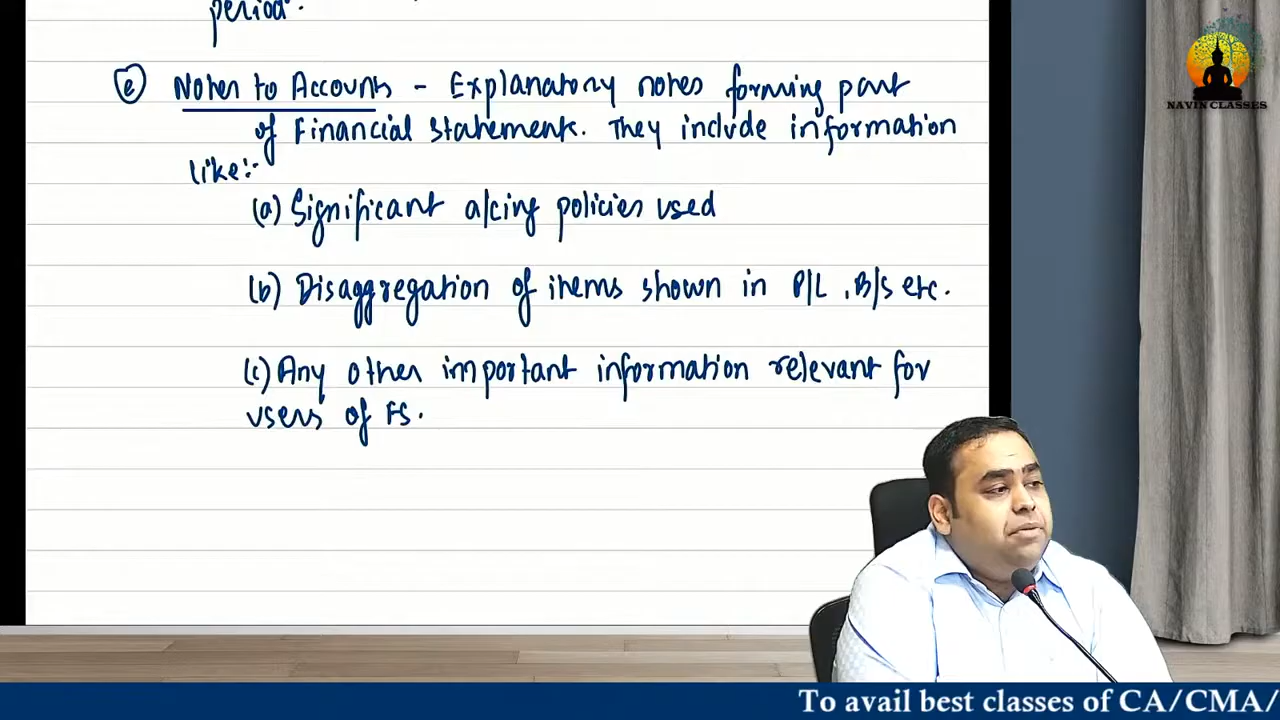 period.
(e) Notes to Accounts - Explanatory notes forming part
of Financial statements. They include information
like:-
(a) Significant a/cing policies used
(b) Disaggregation of items shown in P/L, B/S etc.
(c) Any other important information relevant for
users of FS.
NAVIN CLASSES
To avail best classes of CA/CMA/